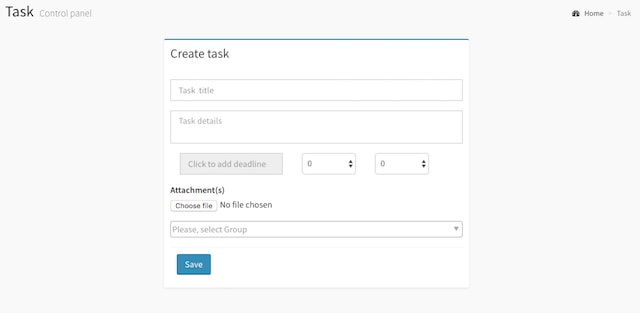 Task Control panel
Home > Task
Create task
Task title
Task details
Click to add deadline 0 0
Attachment(s)
Choose file No file chosen
Please, select Group
Save